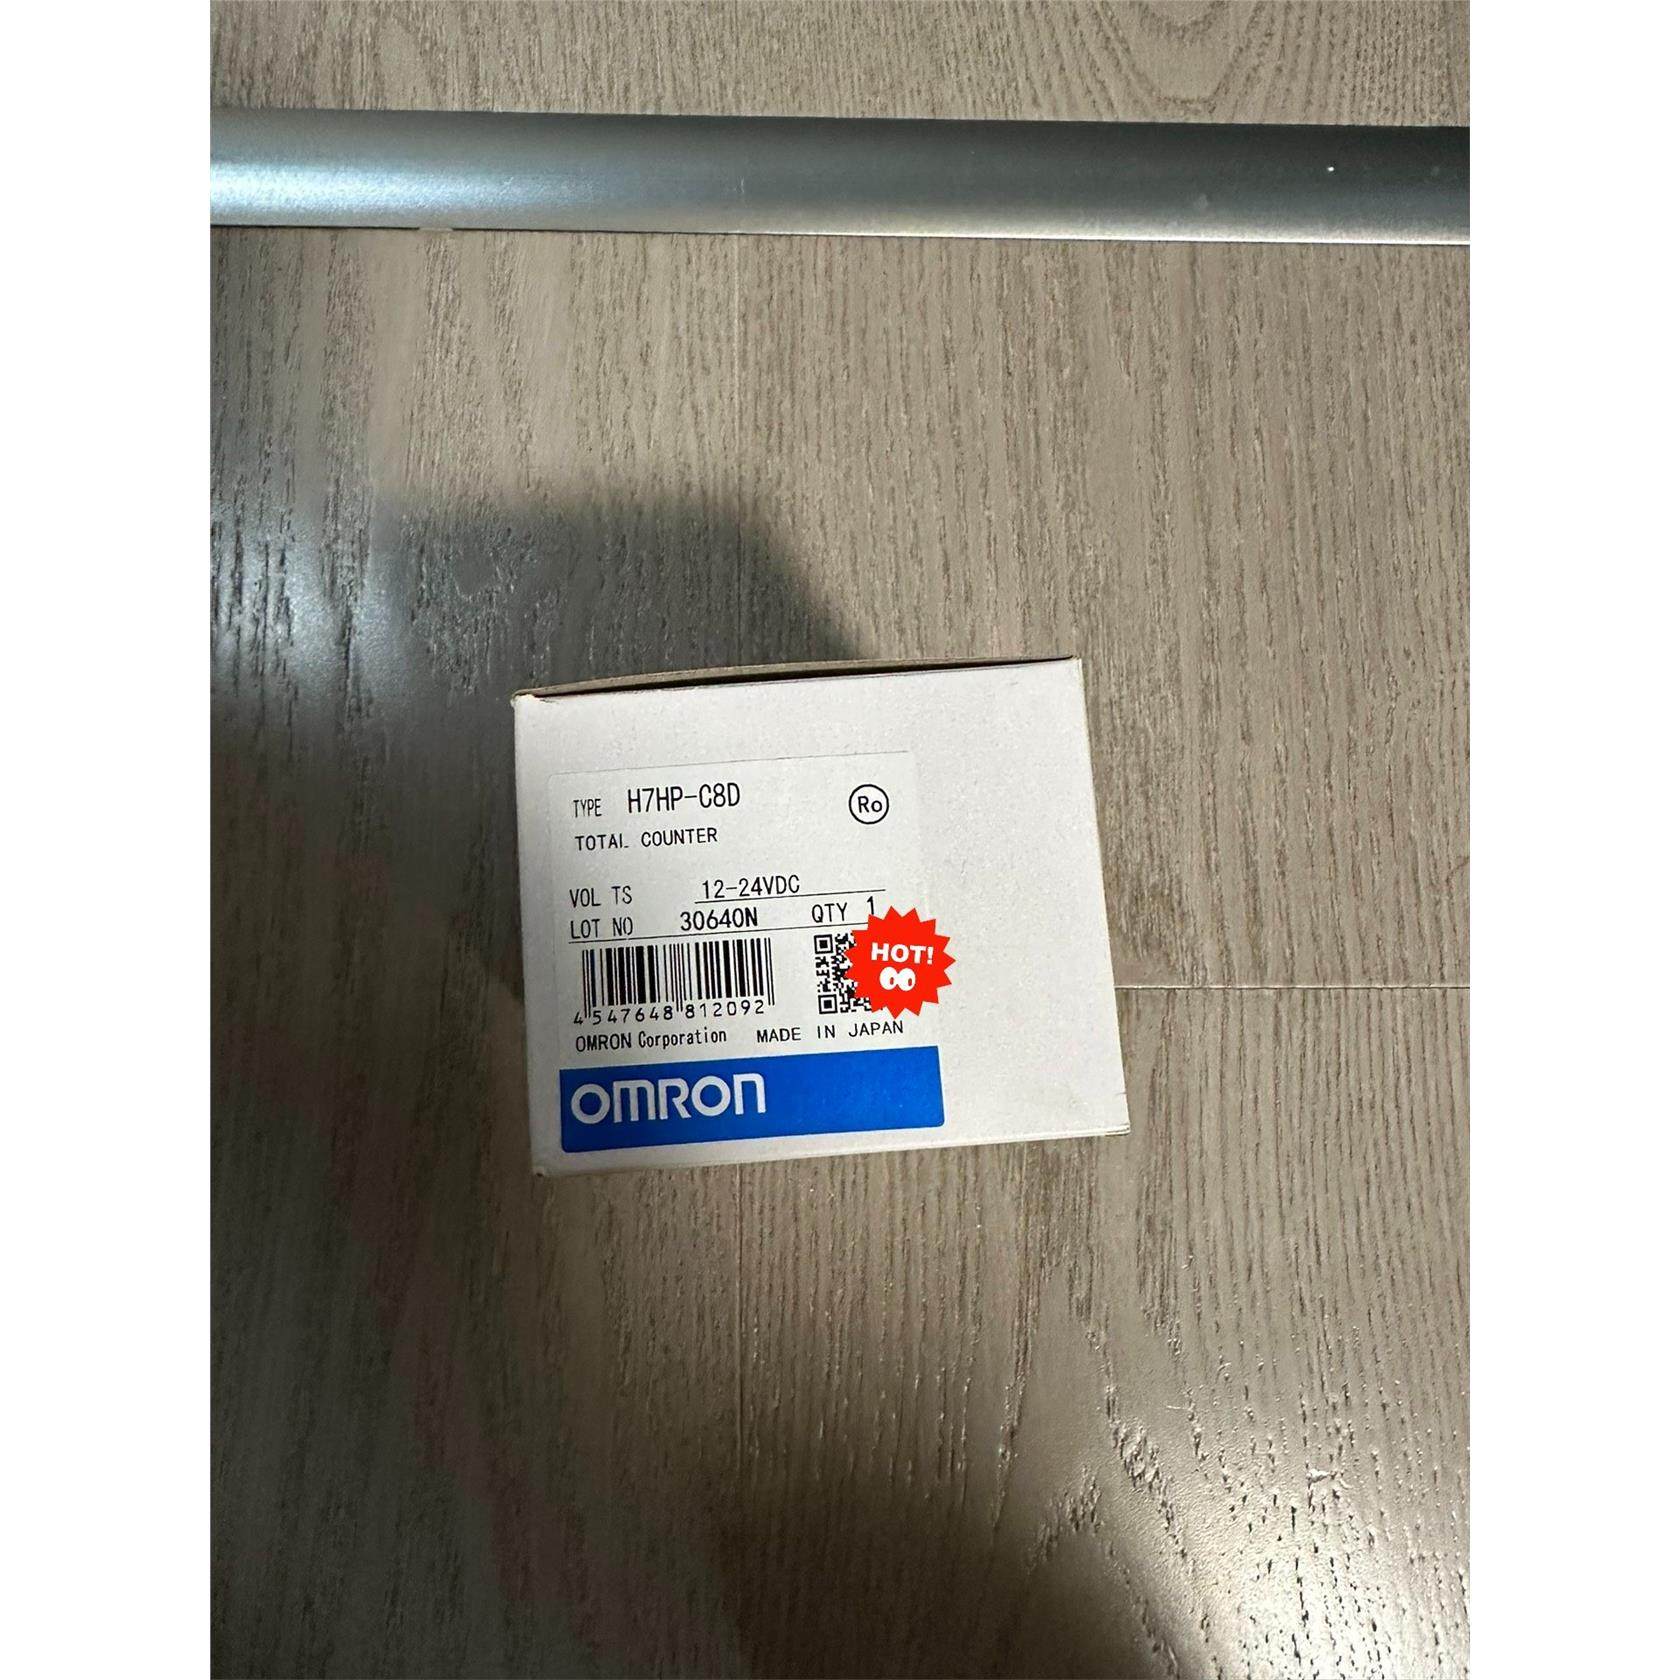 TYPE H7HP-C8D
Ro
TOTAL COUNTER
VOLTS 12-24VDC
LOT NO 30640N QTY 1
HOT!
4 547648 812092
OMRON Corporation MADE IN JAPAN
OMRON